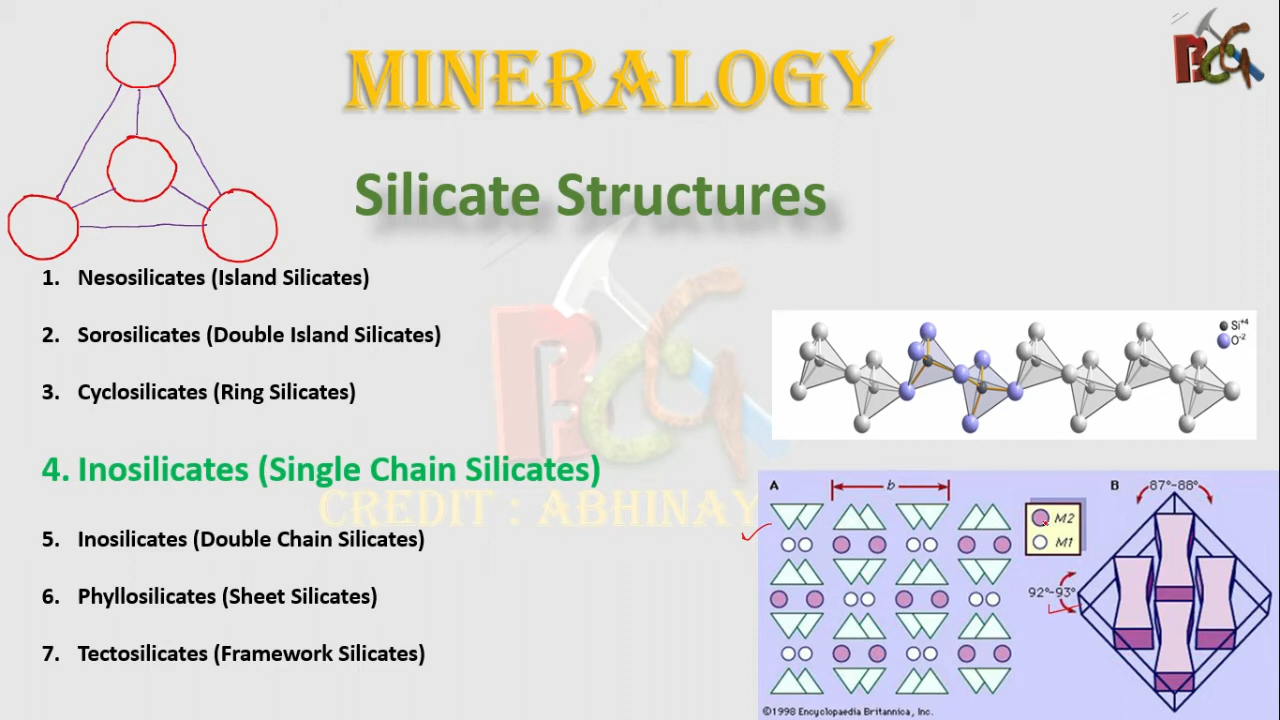 MINERALOGY
BCG
Silicate Structures
1. Nesosilicates (Island Silicates)
2. Sorosilicates (Double Island Silicates)
3. Cyclosilicates (Ring Silicates)
4. Inosilicates (Single Chain Silicates)
5. Inosilicates (Double Chain Silicates)
6. Phyllosilicates (Sheet Silicates)
7. Tectosilicates (Framework Silicates)
BCG
CREDIT : ABHINAY
Si+4
O-2
A
b
M2
M1
B
87°-88°
92°-93°
©1998 Encyclopaedia Britannica, Inc.